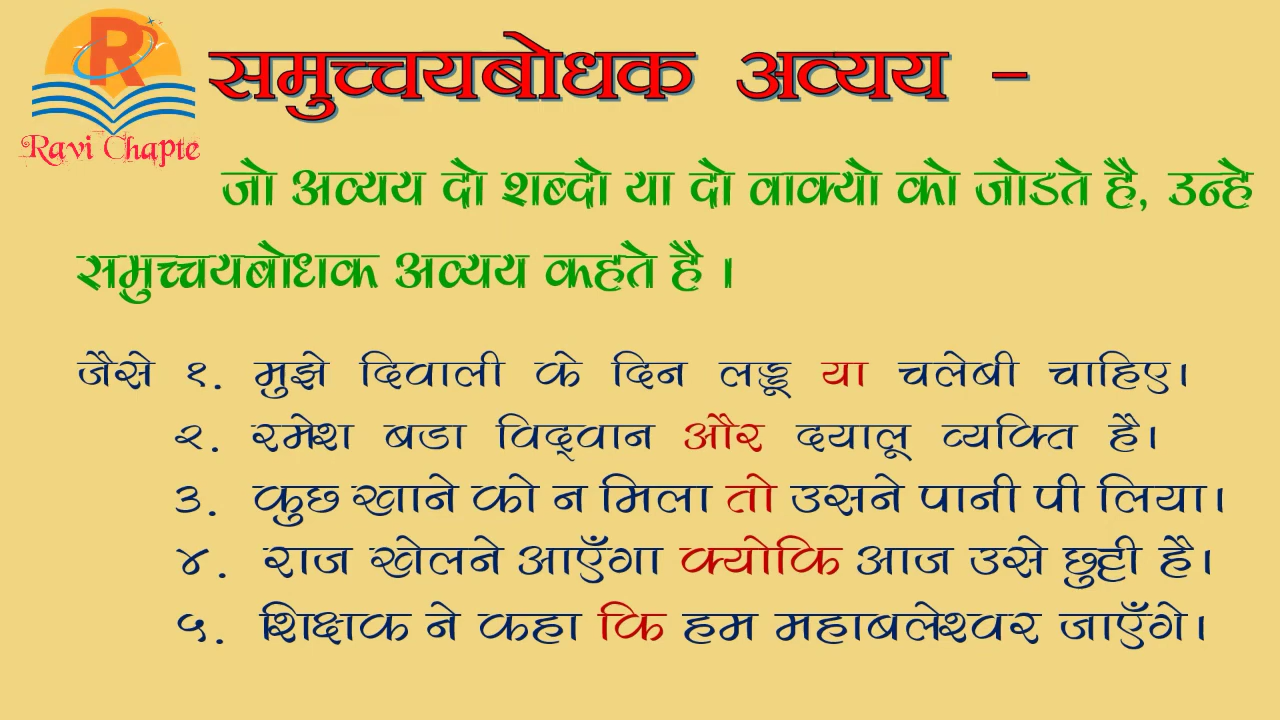 R
Ravi Chapte
समुच्चयबोधक अव्यय -
जो अव्यय दो शब्दो या दो वाक्यो को जोडते है, उन्हे
समुच्चयबोधक अव्यय कहते है ।
जैसे १. मुझे दिवाली के दिन लड्डू या चलेबी चाहिए।
२. रमेश बडा विद्‌वान और दयालू व्यक्ति है।
३. कुछ खाने को न मिला तो उसने पानी पी लिया।
४. राज खेलने आएँगा क्योकि आज उसे छुट्टी है।
५. शिक्षक ने कहा कि हम महाबलेश्वर जाएँगे।